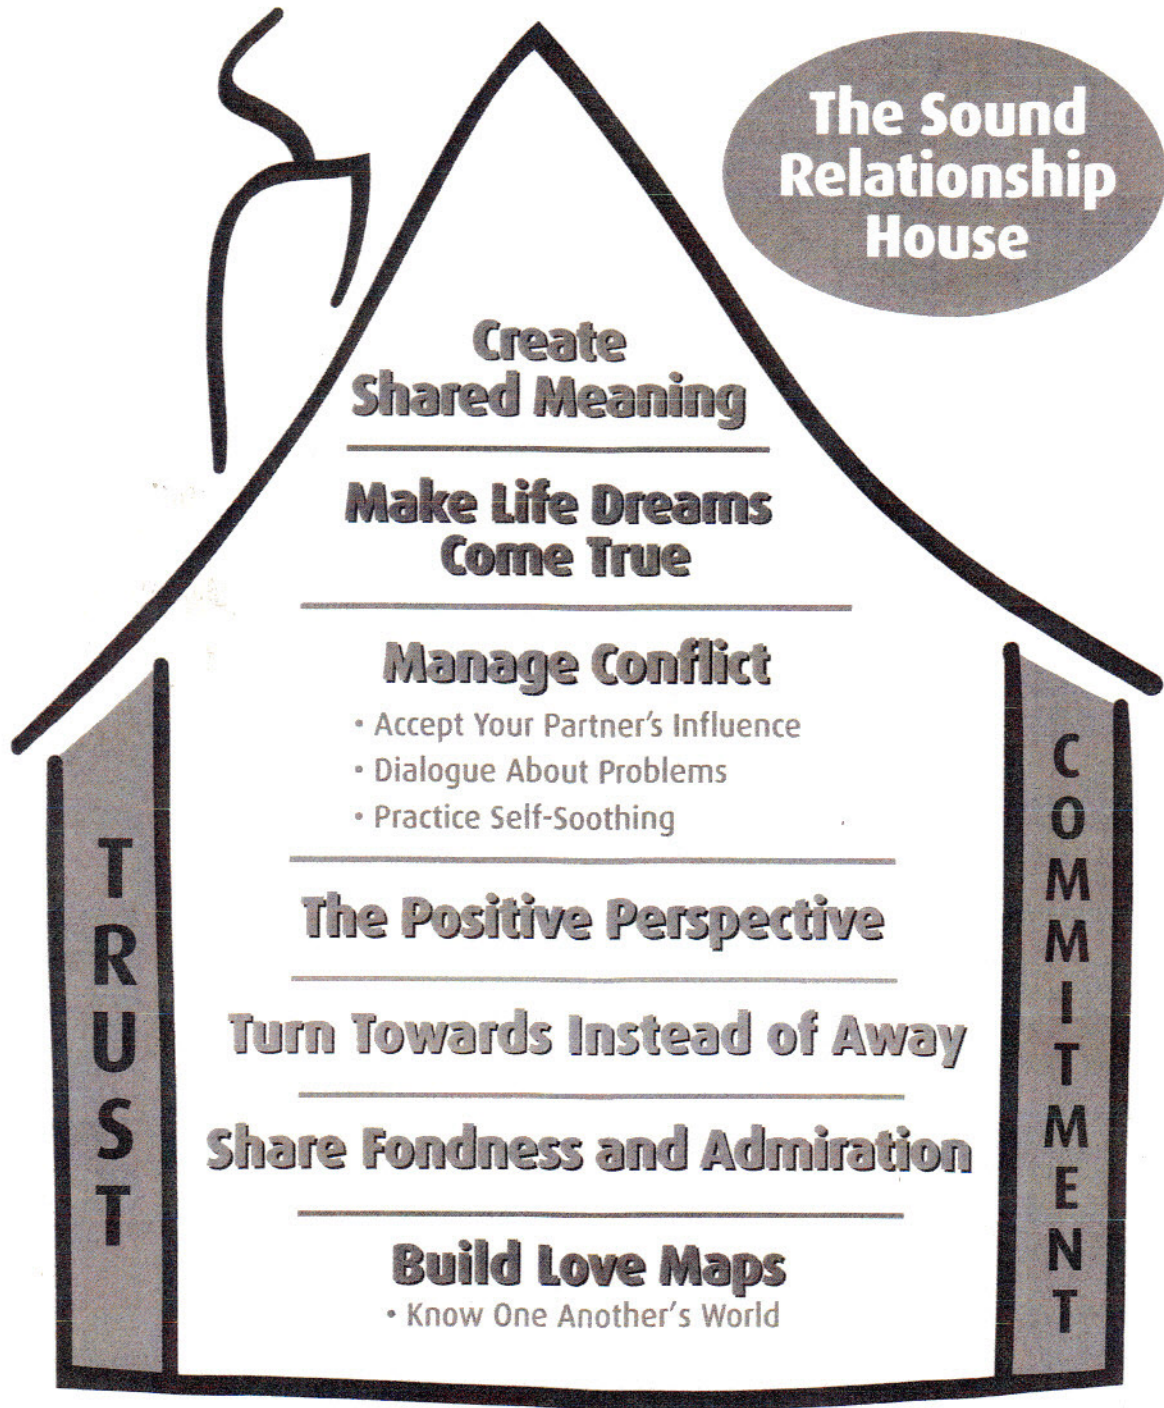 The Sound
Relationship
House
Create
Shared Meaning
Make Life Dreams
Come True
Manage Conflict
• Accept Your Partner's Influence
• Dialogue About Problems
• Practice Self-Soothing
The Positive Perspective
Turn Towards Instead of Away
Share Fondness and Admiration
Build Love Maps
• Know One Another's World
TRUST
COMMITMENT